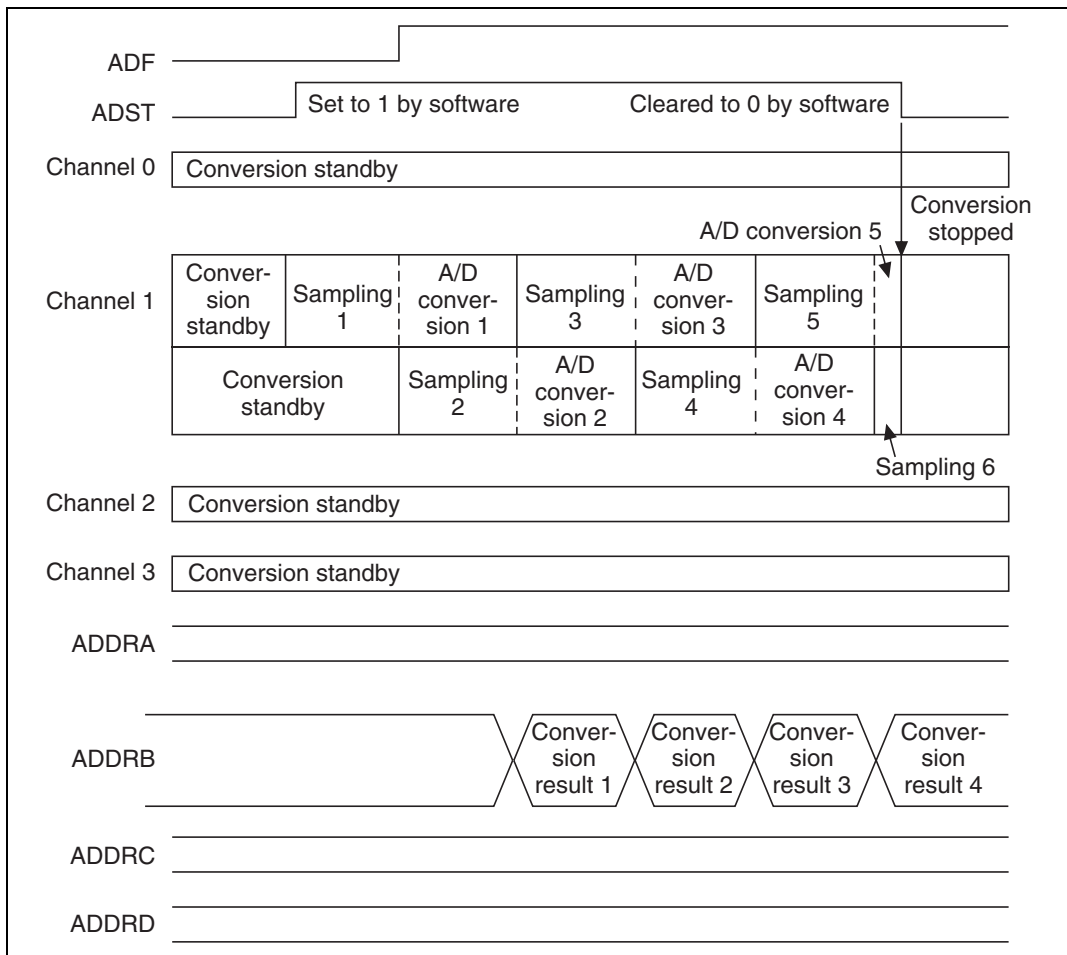 ADF
ADST
Set to 1 by software
Cleared to 0 by software
Channel 0
Conversion standby
Conversion
stopped
A/D conversion 5
Channel 1
Conver-
sion
standby
Sampling
1
A/D
conver-
sion 1
Sampling
3
A/D
conver-
sion 3
Sampling
5
Conversion
standby
Sampling
2
A/D
conver-
sion 2
Sampling
4
A/D
conver-
sion 4
Sampling 6
Channel 2
Conversion standby
Channel 3
Conversion standby
ADDRA
ADDRB
Conver-
sion
result 1
Conver-
sion
result 2
Conver-
sion
result 3
Conver-
sion
result 4
ADDRC
ADDRD